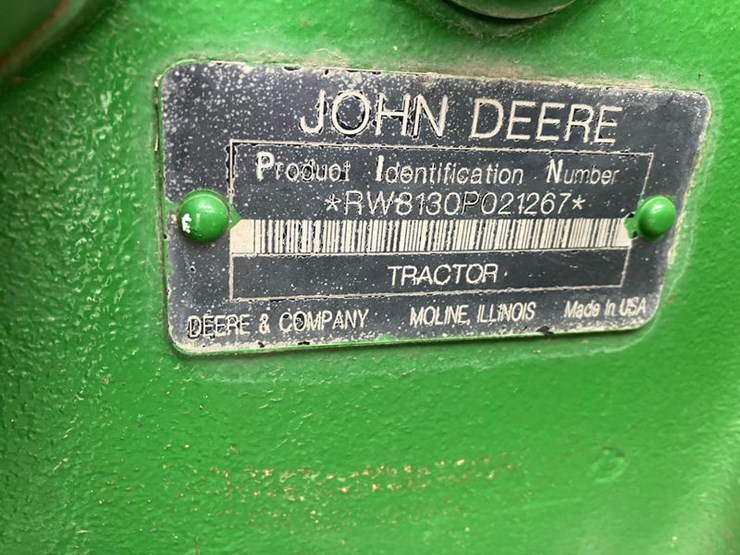 JOHN DEERE
Product Identification Number
*RW8130P021267*
TRACTOR
DEERE & COMPANY MOLINE, ILLINOIS Made in USA